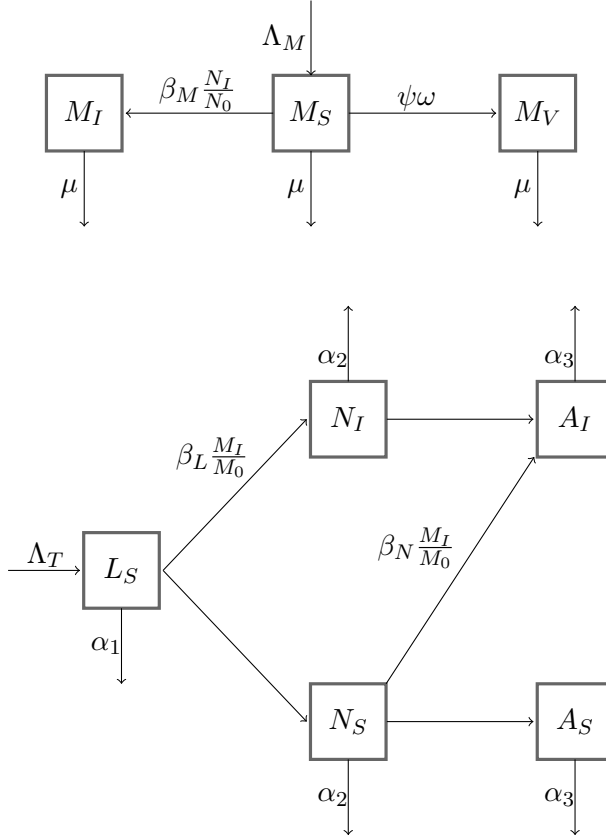 Λ_M
M_I
β_M N_I/N_0
M_S
ψω
M_V
μ
μ
μ
α_2
α_3
N_I
A_I
β_L M_I/M_0
β_N M_I/M_0
Λ_T
L_S
α_1
N_S
A_S
α_2
α_3